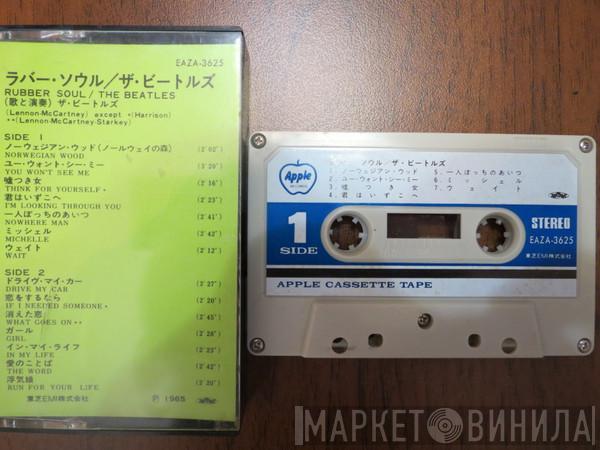 EAZA-3625
ラバー・ソウル/ザ・ビートルズ
RUBBER SOUL / THE BEATLES
(歌と演奏) ザ・ビートルズ
(Lennon-McCartney) except *(Harrison)
**(Lennon-McCartney-Starkey)
SIDE 1
ノーウェジアン・ウッド(ノールウェイの森) (2'02")
NORWEGIAN WOOD
ユー・ウォント・シー・ミー (3'20")
YOU WON'T SEE ME
嘘つき女 (2'16")
THINK FOR YOURSELF *
君はいずこへ (2'23")
I'M LOOKING THROUGH YOU
一人ぼっちのあいつ (2'41")
NOWHERE MAN
ミッシェル (2'42")
MICHELLE
ウェイト (2'12")
WAIT
SIDE 2
ドライヴ・マイ・カー (2'27")
DRIVE MY CAR
恋をするなら (2'20")
IF I NEEDED SOMEONE *
消えた恋 (2'45")
WHAT GOES ON **
ガール (2'28")
GIRL
イン・マイ・ライフ (2'23")
IN MY LIFE
愛のことば (2'42")
THE WORD
浮気娘 (2'20")
RUN FOR YOUR LIFE
東芝EMI株式会社 Ⓟ 1965
Apple
RECORDS
ソウル/ザ・ビートルズ
1. ノーウェジアン・ウッド 5. 一人ぼっちのあいつ
2. ユー・ウォント・シー・ミー 6. ミッシェル
3. 嘘つき女 7. ウェイト
4. 君はいずこへ
1
SIDE
STEREO
EAZA-3625
東芝EMI株式会社
APPLE CASSETTE TAPE
МАРКЕТ ВИНИЛА